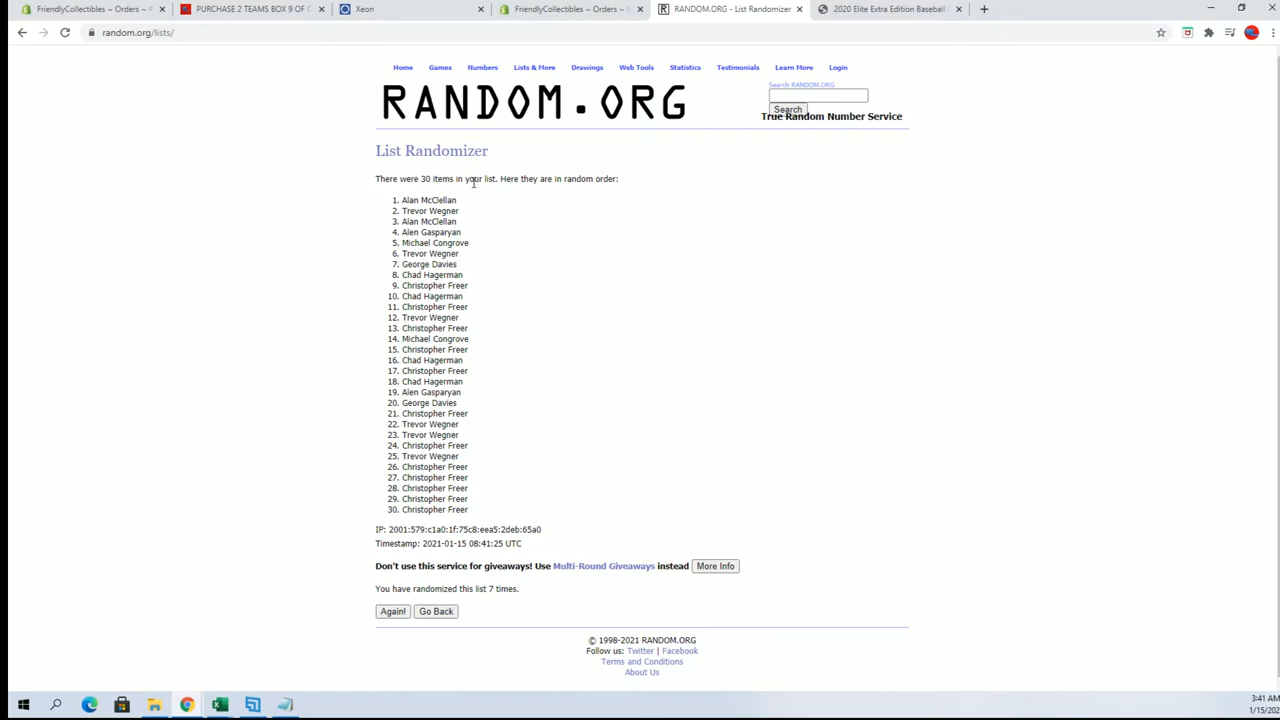 FriendlyCollectibles ~ Orders ~ P
PURCHASE 2 TEAMS BOX 9 OF C
Xeon
FriendlyCollectibles ~ Orders ~ S
RANDOM.ORG - List Randomizer
2020 Elite Extra Edition Baseball
random.org/lists/
Home Games Numbers Lists & More Drawings Web Tools Statistics Testimonials Learn More Login
RANDOM.ORG
Search RANDOM.ORG
Search
True Random Number Service
List Randomizer
There were 30 items in your list. Here they are in random order:
1. Alan McClellan
2. Trevor Wegner
3. Alan McClellan
4. Alen Gasparyan
5. Michael Congrove
6. Trevor Wegner
7. George Davies
8. Chad Hagerman
9. Christopher Freer
10. Chad Hagerman
11. Christopher Freer
12. Trevor Wegner
13. Christopher Freer
14. Michael Congrove
15. Christopher Freer
16. Chad Hagerman
17. Christopher Freer
18. Chad Hagerman
19. Alen Gasparyan
20. George Davies
21. Christopher Freer
22. Trevor Wegner
23. Trevor Wegner
24. Christopher Freer
25. Trevor Wegner
26. Christopher Freer
27. Christopher Freer
28. Christopher Freer
29. Christopher Freer
30. Christopher Freer
IP: 2001:579:c1a0:1f:75c8:eea5:2deb:65a0
Timestamp: 2021-01-15 08:41:25 UTC
Don't use this service for giveaways! Use Multi-Round Giveaways instead More Info
You have randomized this list 7 times.
Again! Go Back
© 1998-2021 RANDOM.ORG
Follow us: Twitter | Facebook
Terms and Conditions
About Us
3:41 AM
1/15/202